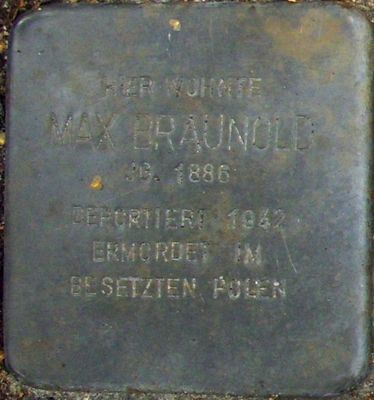 HIER WOHNTE
MAX BRAUNOLD
JG. 1886
DEPORTIERT 1942
ERMORDET IM
BESETZTEN POLEN